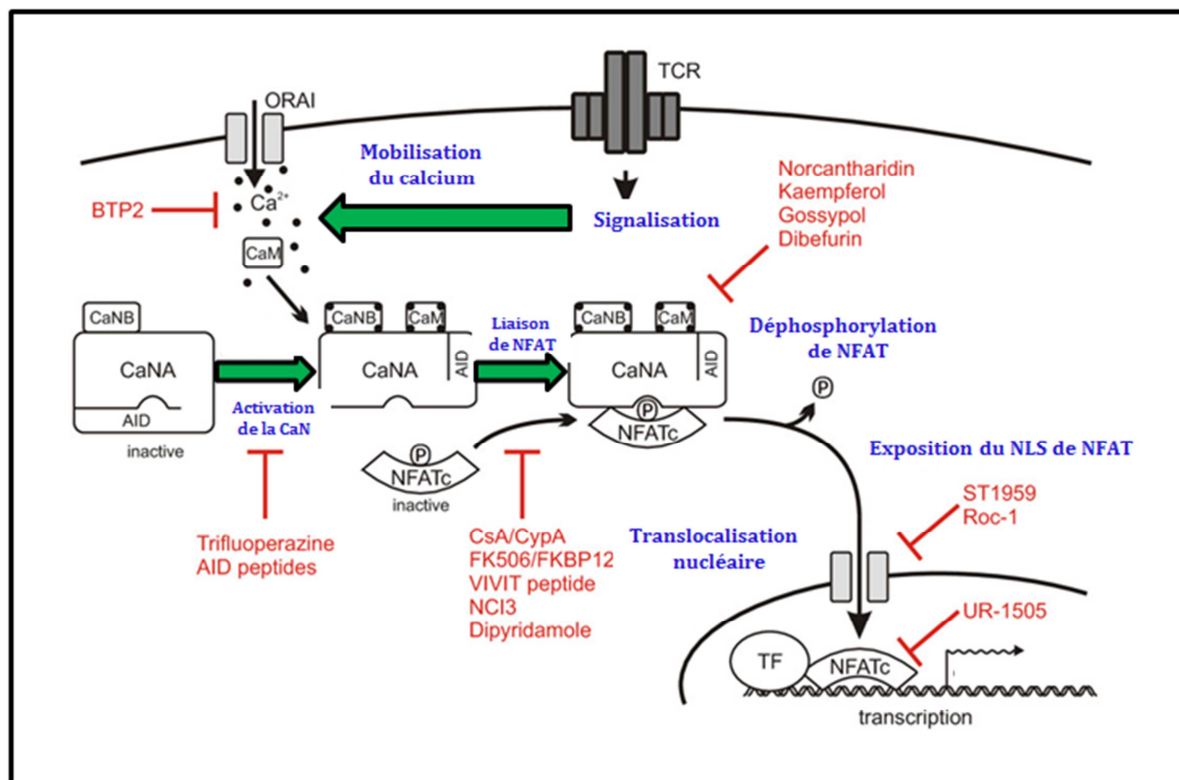 TCR
ORAI
Mobilisation
du calcium
Norcantharidin
Kaempferol
Gossypol
Dibefurin
BTP2
Ca2+
Signalisation
CaM
CaNB
CaNA
AID
inactive
Activation
de la CaN
CaNB
CaM
CaNA
AID
Liaison
de NFAT
CaNB
CaM
CaNA
AID
P
NFATc
Déphosphorylation
de NFAT
P
P
NFATc
inactive
Exposition du NLS de NFAT
ST1959
Roc-1
Trifluoperazine
AID peptides
CsA/CypA
FK506/FKBP12
VIVIT peptide
NCI3
Dipyridamole
Translocalisation
nucléaire
UR-1505
TF
NFATc
transcription